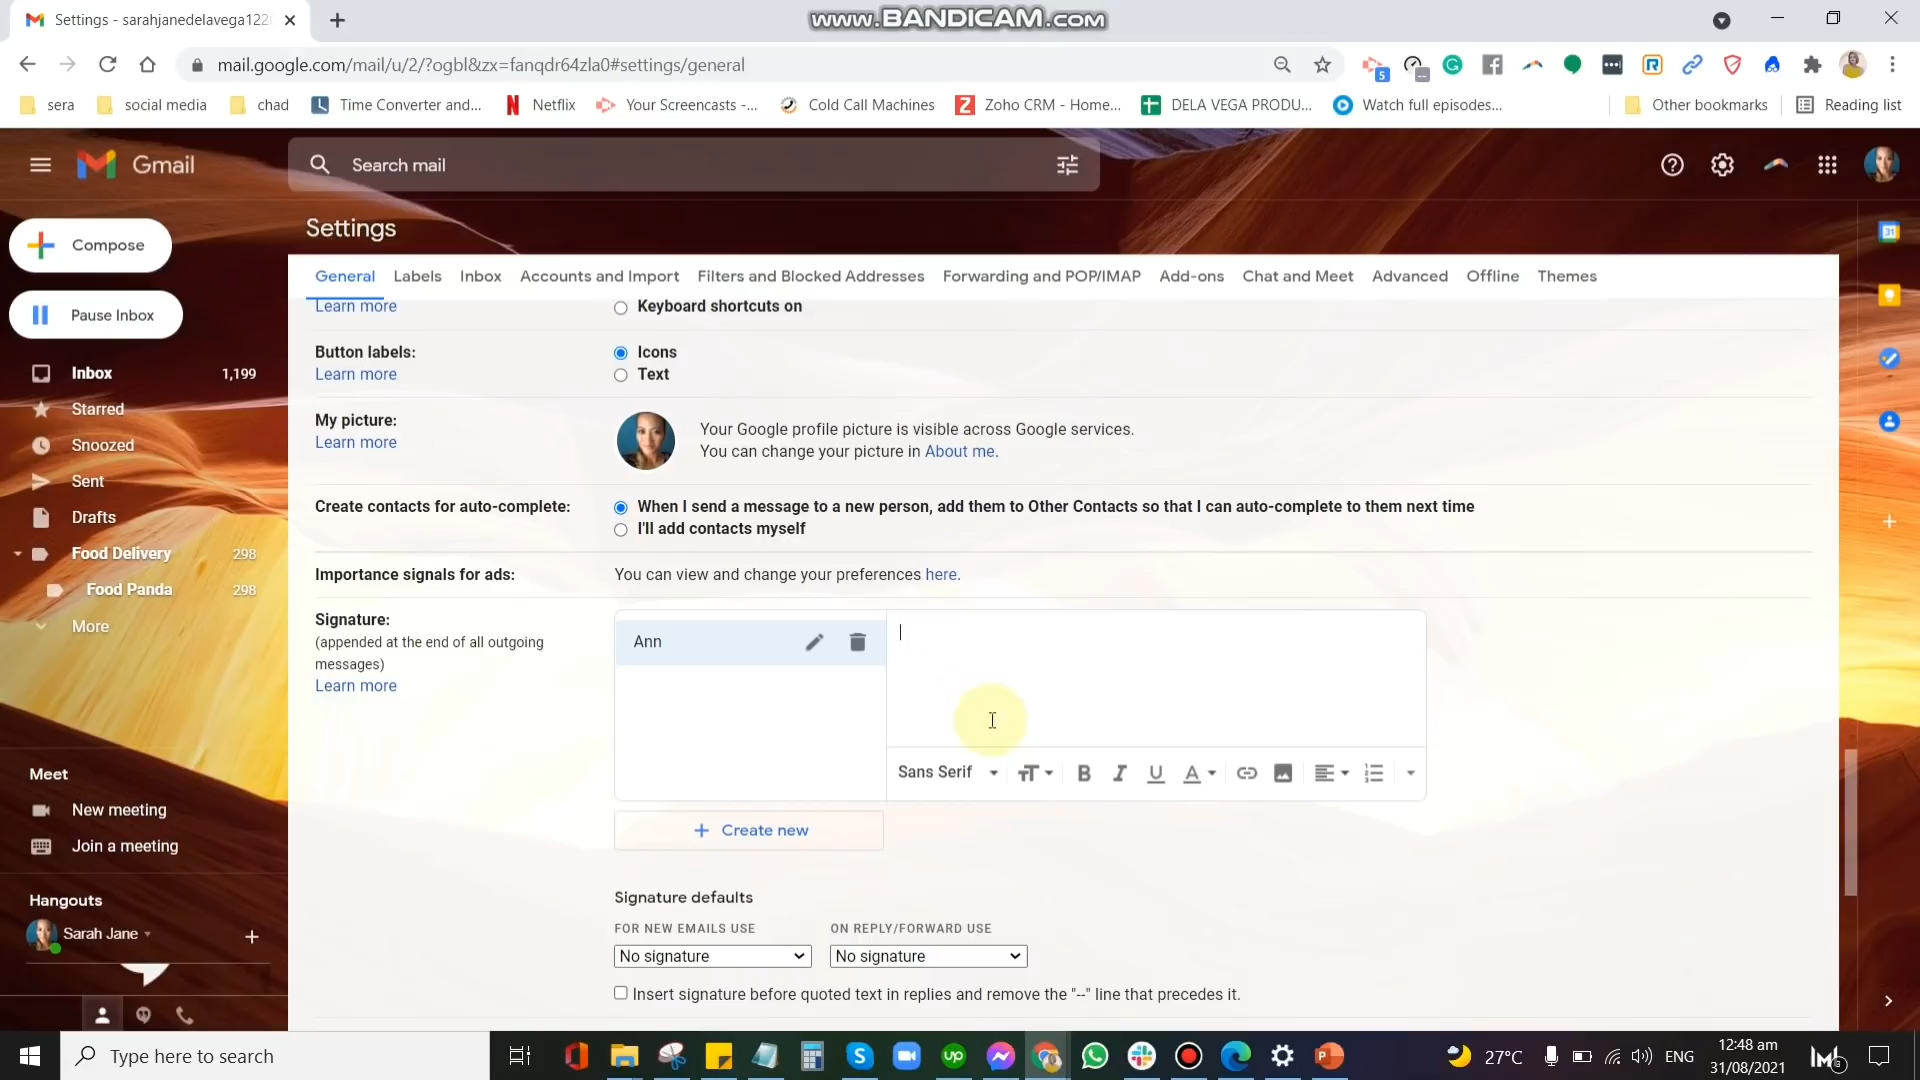 Settings - sarahjanedelavega122
www.BANDICAM.com
mail.google.com/mail/u/2/?ogbl&zx=fanqdr64zla0#settings/general
5
sera
social media
chad
Time Converter and...
Netflix
Your Screencasts -...
Cold Call Machines
Zoho CRM - Home...
DELA VEGA PRODU...
Watch full episodes...
Other bookmarks
Reading list
Gmail
Search mail
Settings
Compose
General
Labels
Inbox
Accounts and Import
Filters and Blocked Addresses
Forwarding and POP/IMAP
Add-ons
Chat and Meet
Advanced
Offline
Themes
Pause Inbox
Inbox 1,199
Starred
Snoozed
Sent
Drafts
Food Delivery 298
Food Panda 298
More
Meet
New meeting
Join a meeting
Hangouts
Sarah Jane
Learn more
Keyboard shortcuts on
Button labels:
Learn more
Icons
Text
My picture:
Learn more
Your Google profile picture is visible across Google services.
You can change your picture in About me.
Create contacts for auto-complete:
When I send a message to a new person, add them to Other Contacts so that I can auto-complete to them next time
I'll add contacts myself
Importance signals for ads:
You can view and change your preferences here.
Signature:
(appended at the end of all outgoing
messages)
Learn more
Ann
Sans Serif
Create new
Signature defaults
FOR NEW EMAILS USE
ON REPLY/FORWARD USE
No signature
No signature
Insert signature before quoted text in replies and remove the "--" line that precedes it.
Type here to search
27°C
ENG
12:48 am
31/08/2021